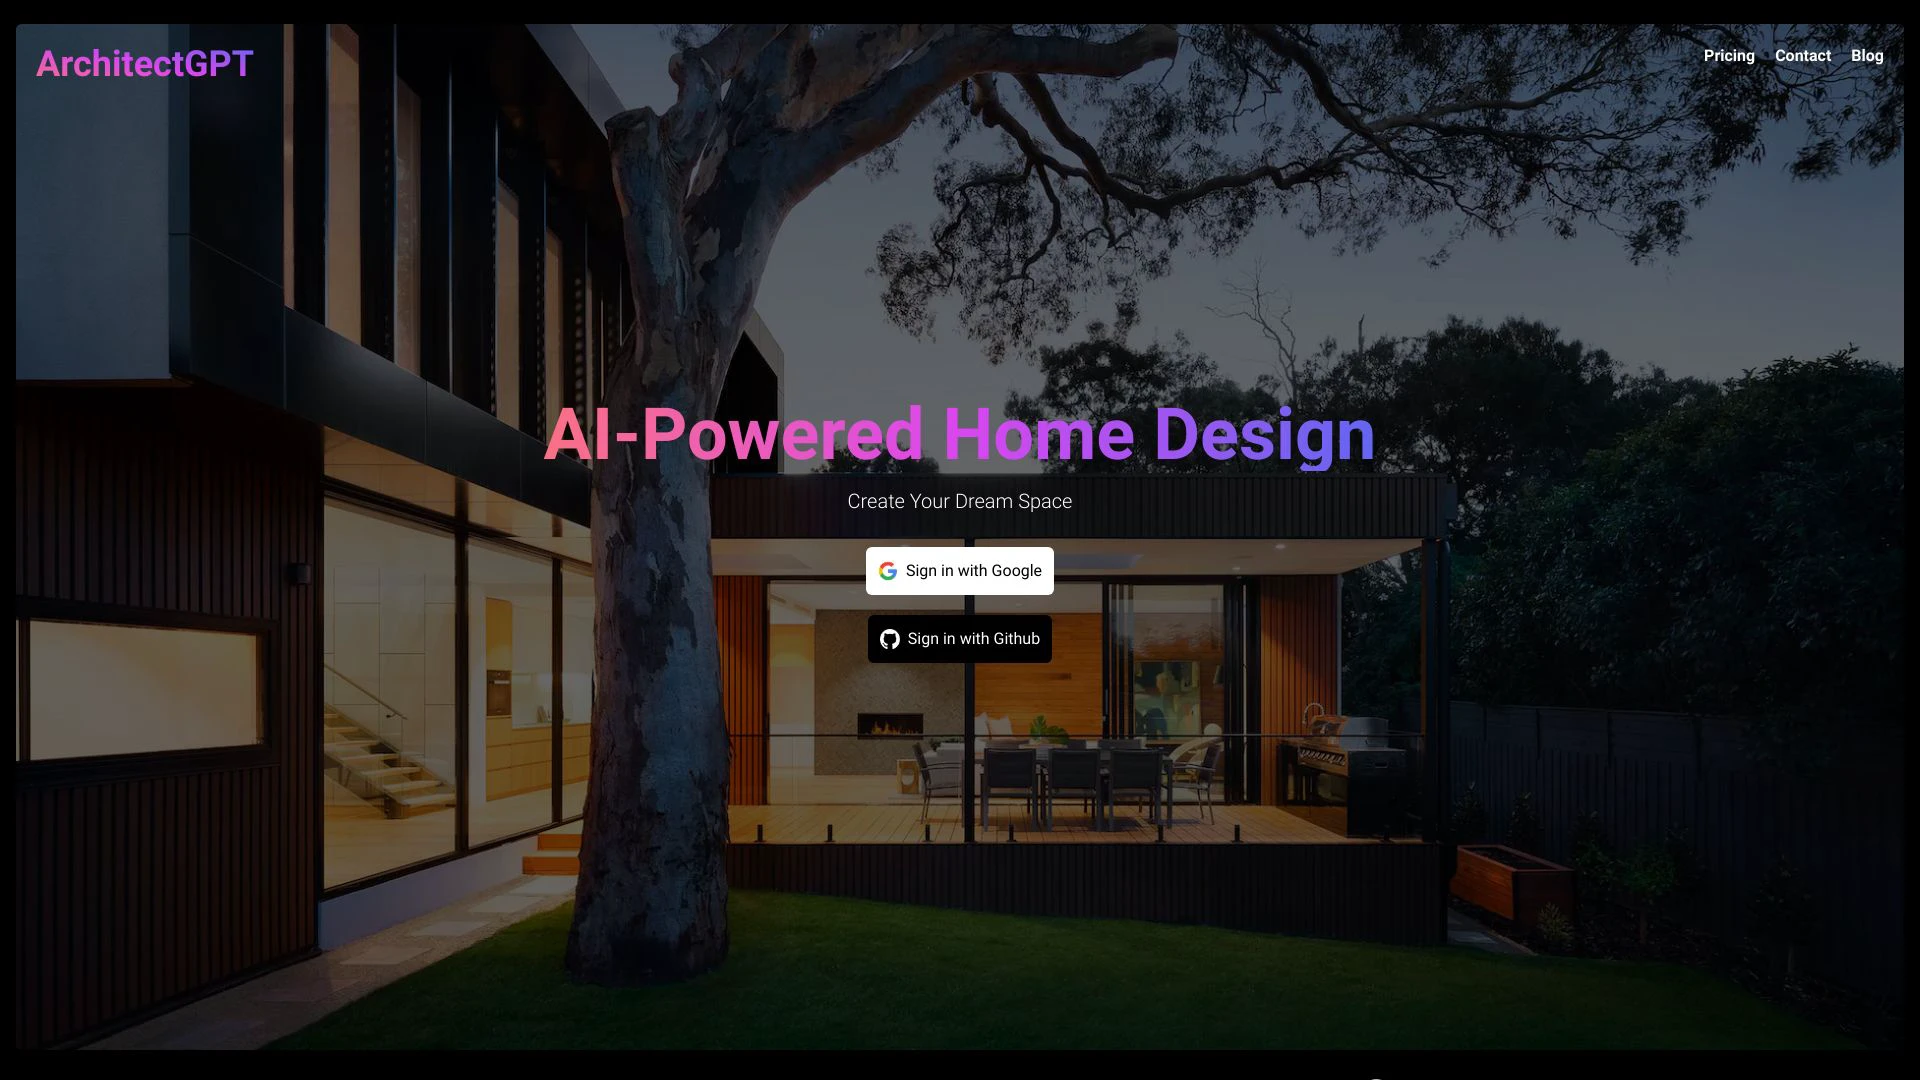 ArchitectGPT
Pricing Contact Blog
AI-Powered Home Design
Create Your Dream Space
Sign in with Google
Sign in with Github